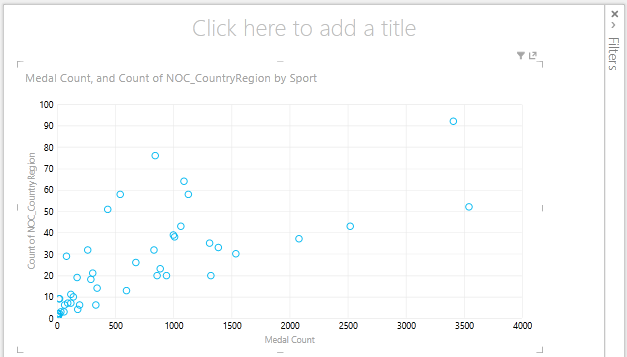 Click here to add a title
Filters
Medal Count, and Count of NOC_CountryRegion by Sport
Count of NOC_CountryRegion
100
90
80
70
60
50
40
30
20
10
0
0 500 1000 1500 2000 2500 3000 3500 4000
Medal Count